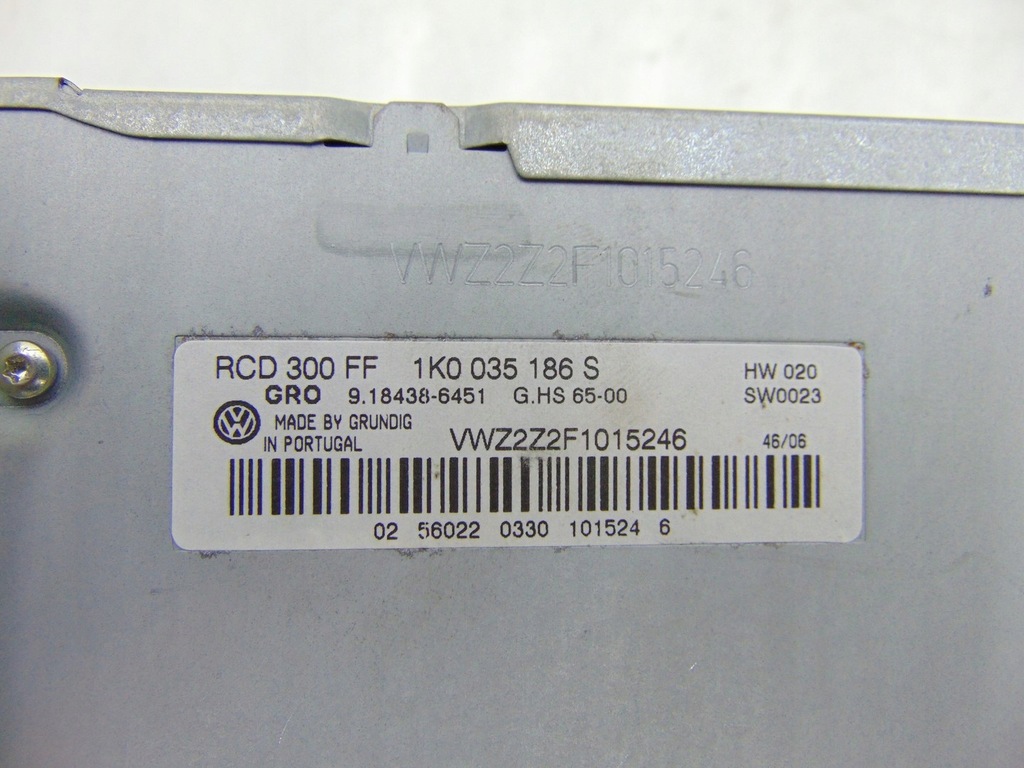 VWZ2Z2F1015246
RCD 300 FF 1K0 035 186 S HW 020
GRO 9.18438-6451 G.HS 65-00 SW0023
MADE BY GRUNDIG
IN PORTUGAL VWZ2Z2F1015246 46/06
02 56022 0330 101524 6